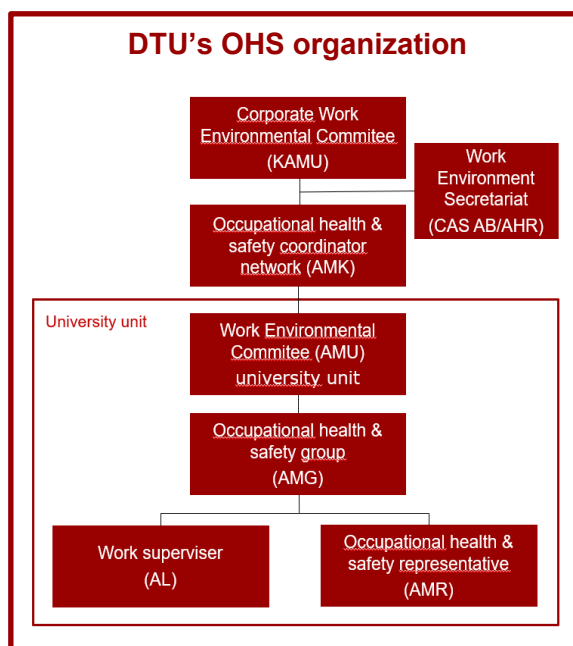 DTU's OHS organization
Corporate Work
Environmental Commitee
(KAMU)
Work
Environment
Secretariat
(CAS AB/AHR)
Occupational health &
safety coordinator
network (AMK)
University unit
Work Environmental
Commitee (AMU)
university unit
Occupational health &
safety group
(AMG)
Work superviser
(AL)
Occupational health &
safety representative
(AMR)